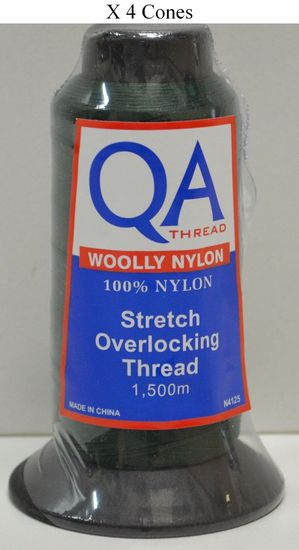 X 4 Cones
QA
THREAD
WOOLLY NYLON
100% NYLON
Stretch
Overlocking
Thread
1,500m
MADE IN CHINA
N4125